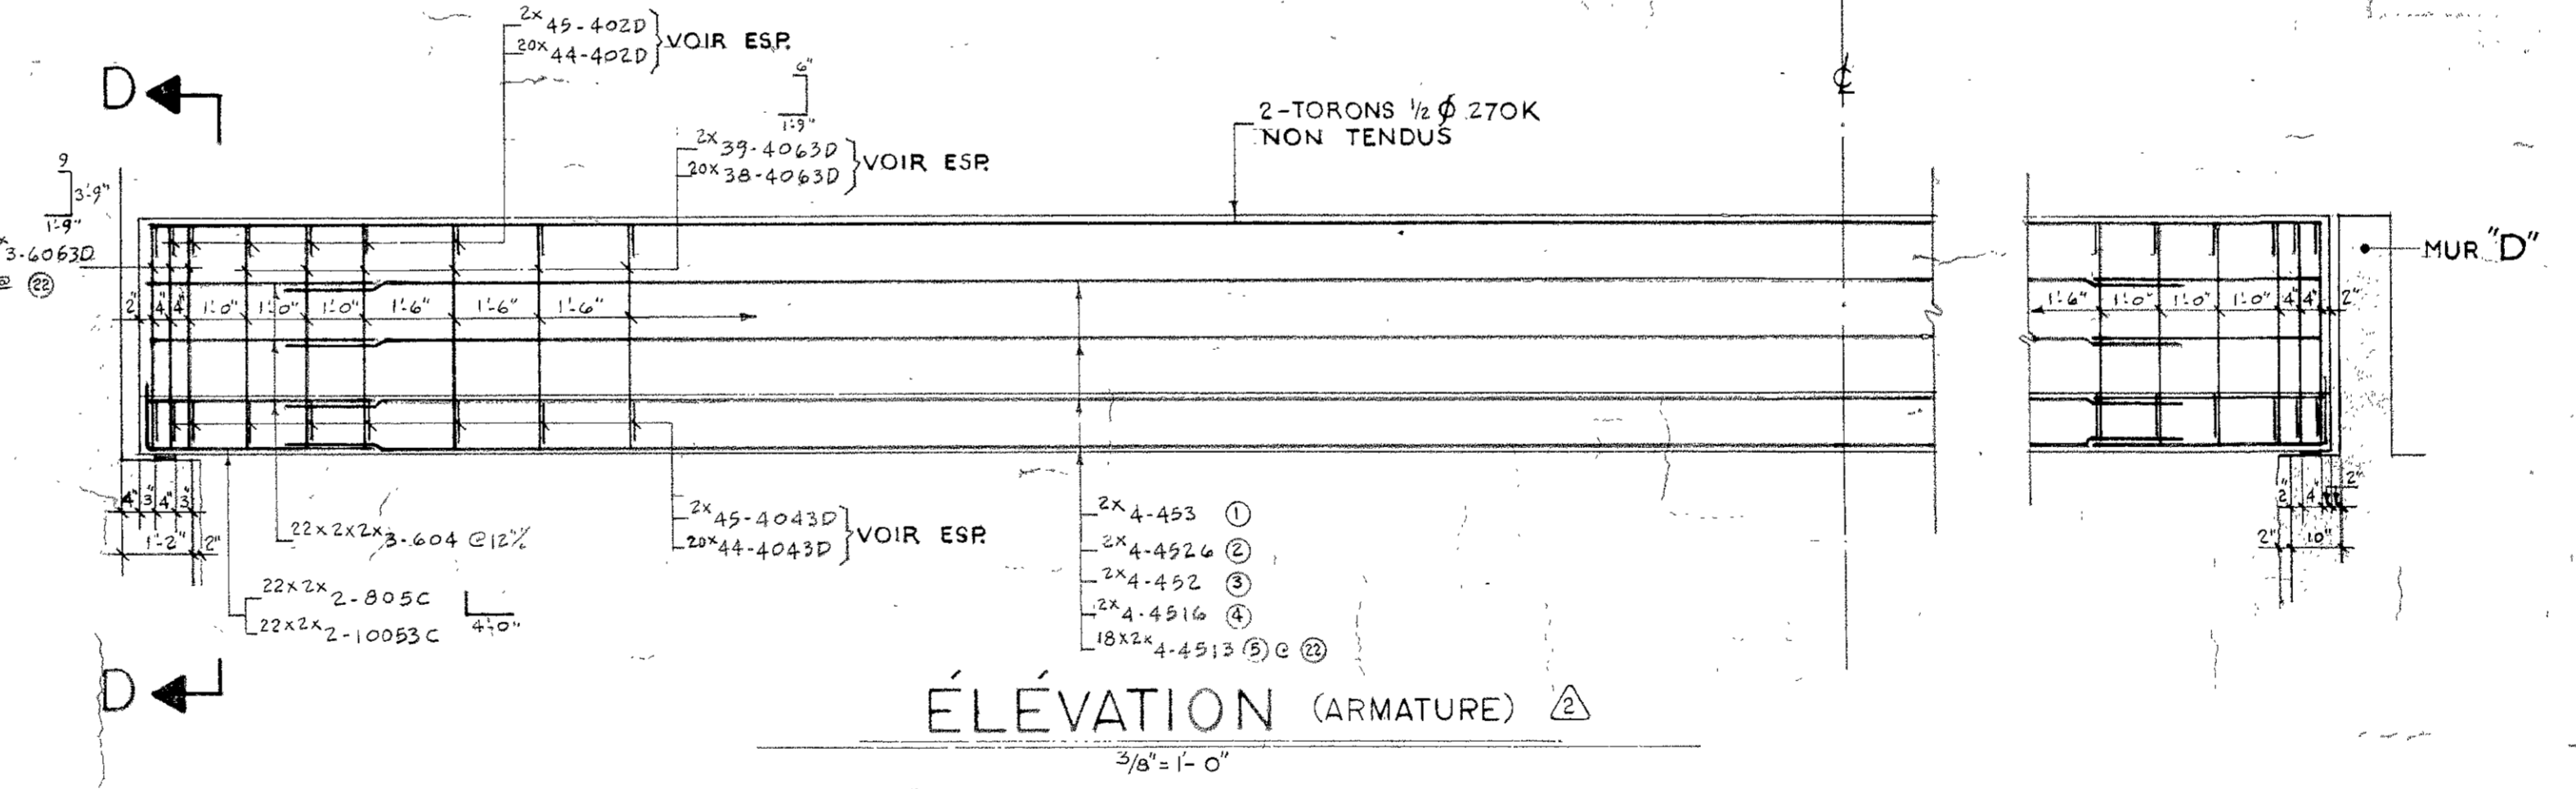 2x 45-402D
20x 44-402D
VOIR ESP.
D
6"
1'-9"
2-TORONS 1/2 Ø 270K
NON TENDUS
℄
2x 39-4063D
20x 38-4063D
VOIR ESP.
9
3'-9"
1'-9"
3-6063D
@ 22
MUR "D"
2" 4" 4" 1'-0" 1'-0" 1'-0" 1'-6" 1'-6" 1'-6"
1'-6" 1'-0" 1'-0" 1'-0" 4" 4" 2"
4" 3" 4" 3"
1'-2" 2"
2" 4" 2"
2" 10"
22x2x2x 3-604 @12"
2x 45-4043D
20x 44-4043D
VOIR ESP.
2x 4-453 1
2x 4-4526 2
2x 4-452 3
2x 4-4516 4
18x2x 4-4513 5 @ 22
22x2x 2-805C
22x2x 2-10053C
4'-0"
D
ÉLÉVATION (ARMATURE) 2
3/8"=1'-0"